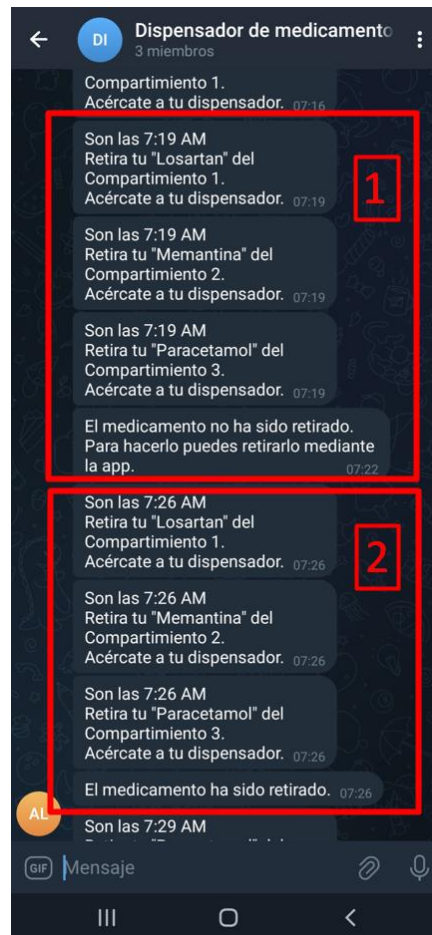 DI
Dispensador de medicamento
3 miembros
Compartimiento 1.
Acércate a tu dispensador. 07:16
Son las 7:19 AM
Retira tu "Losartan" del
Compartimiento 1.
Acércate a tu dispensador. 07:19
1
Son las 7:19 AM
Retira tu "Memantina" del
Compartimiento 2.
Acércate a tu dispensador. 07:19
Son las 7:19 AM
Retira tu "Paracetamol" del
Compartimiento 3.
Acércate a tu dispensador. 07:19
El medicamento no ha sido retirado.
Para hacerlo puedes retirarlo mediante
la app. 07:22
Son las 7:26 AM
Retira tu "Losartan" del
Compartimiento 1.
Acércate a tu dispensador. 07:26
2
Son las 7:26 AM
Retira tu "Memantina" del
Compartimiento 2.
Acércate a tu dispensador. 07:26
Son las 7:26 AM
Retira tu "Paracetamol" del
Compartimiento 3.
Acércate a tu dispensador. 07:26
El medicamento ha sido retirado. 07:26
AL
Son las 7:29 AM
GIF Mensaje